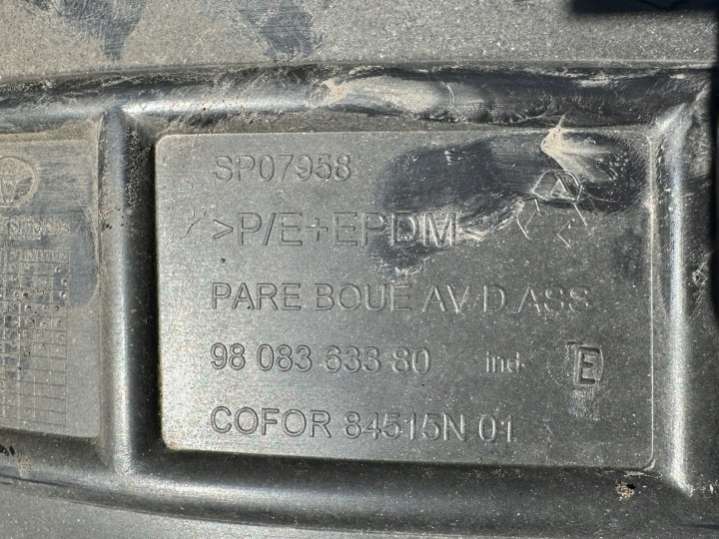 SP07958
>P/E+EPDM<
PARE BOUE AV D.ASS
98 083 633 80 ind. E
COFOR 84515N 01